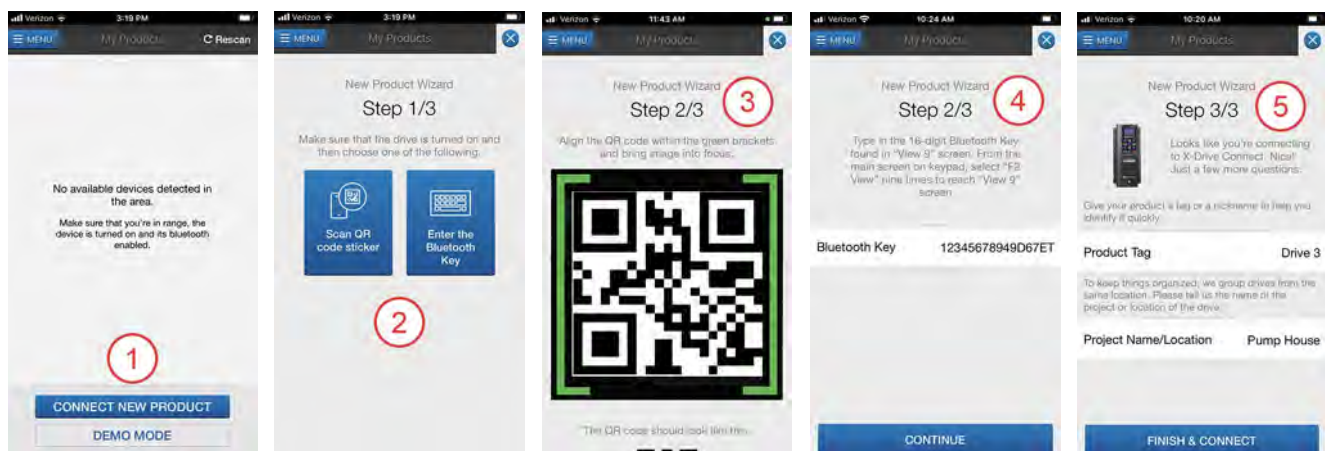 Verizon 3:19 PM
MENU My Products Rescan
No available devices detected in
the area.
Make sure that you're in range, the
device is turned on and its bluetooth
enabled.
1
CONNECT NEW PRODUCT
DEMO MODE
Verizon 3:19 PM
MENU My Products
New Product Wizard
Step 1/3
Make sure that the drive is turned on and
then choose one of the following.
Scan QR
code sticker
Enter the
Bluetooth
Key
2
Verizon 11:43 AM
MENU My Products
New Product Wizard
3
Step 2/3
Align the QR code within the green brackets
and bring image into focus.
The QR code should look like this
Verizon 10:24 AM
MENU My Products
New Product Wizard
4
Step 2/3
Type in the 16-digit Bluetooth Key
found in "View 9" screen. From the
main screen on keypad, select "F2
View" nine times to reach "View 9"
screen
Bluetooth Key 12345678949D67ET
CONTINUE
Verizon 10:20 AM
MENU My Products
New Product Wizard
5
Step 3/3
Looks like you're connecting
to X-Drive Connect. Nice!
Just a few more questions.
Give your product a tag or a nickname to help you
identify it quickly.
Product Tag Drive 3
To keep things organized, we group drives from the
same location. Please tell us the name of the
project or location of the drive.
Project Name/Location Pump House
FINISH & CONNECT